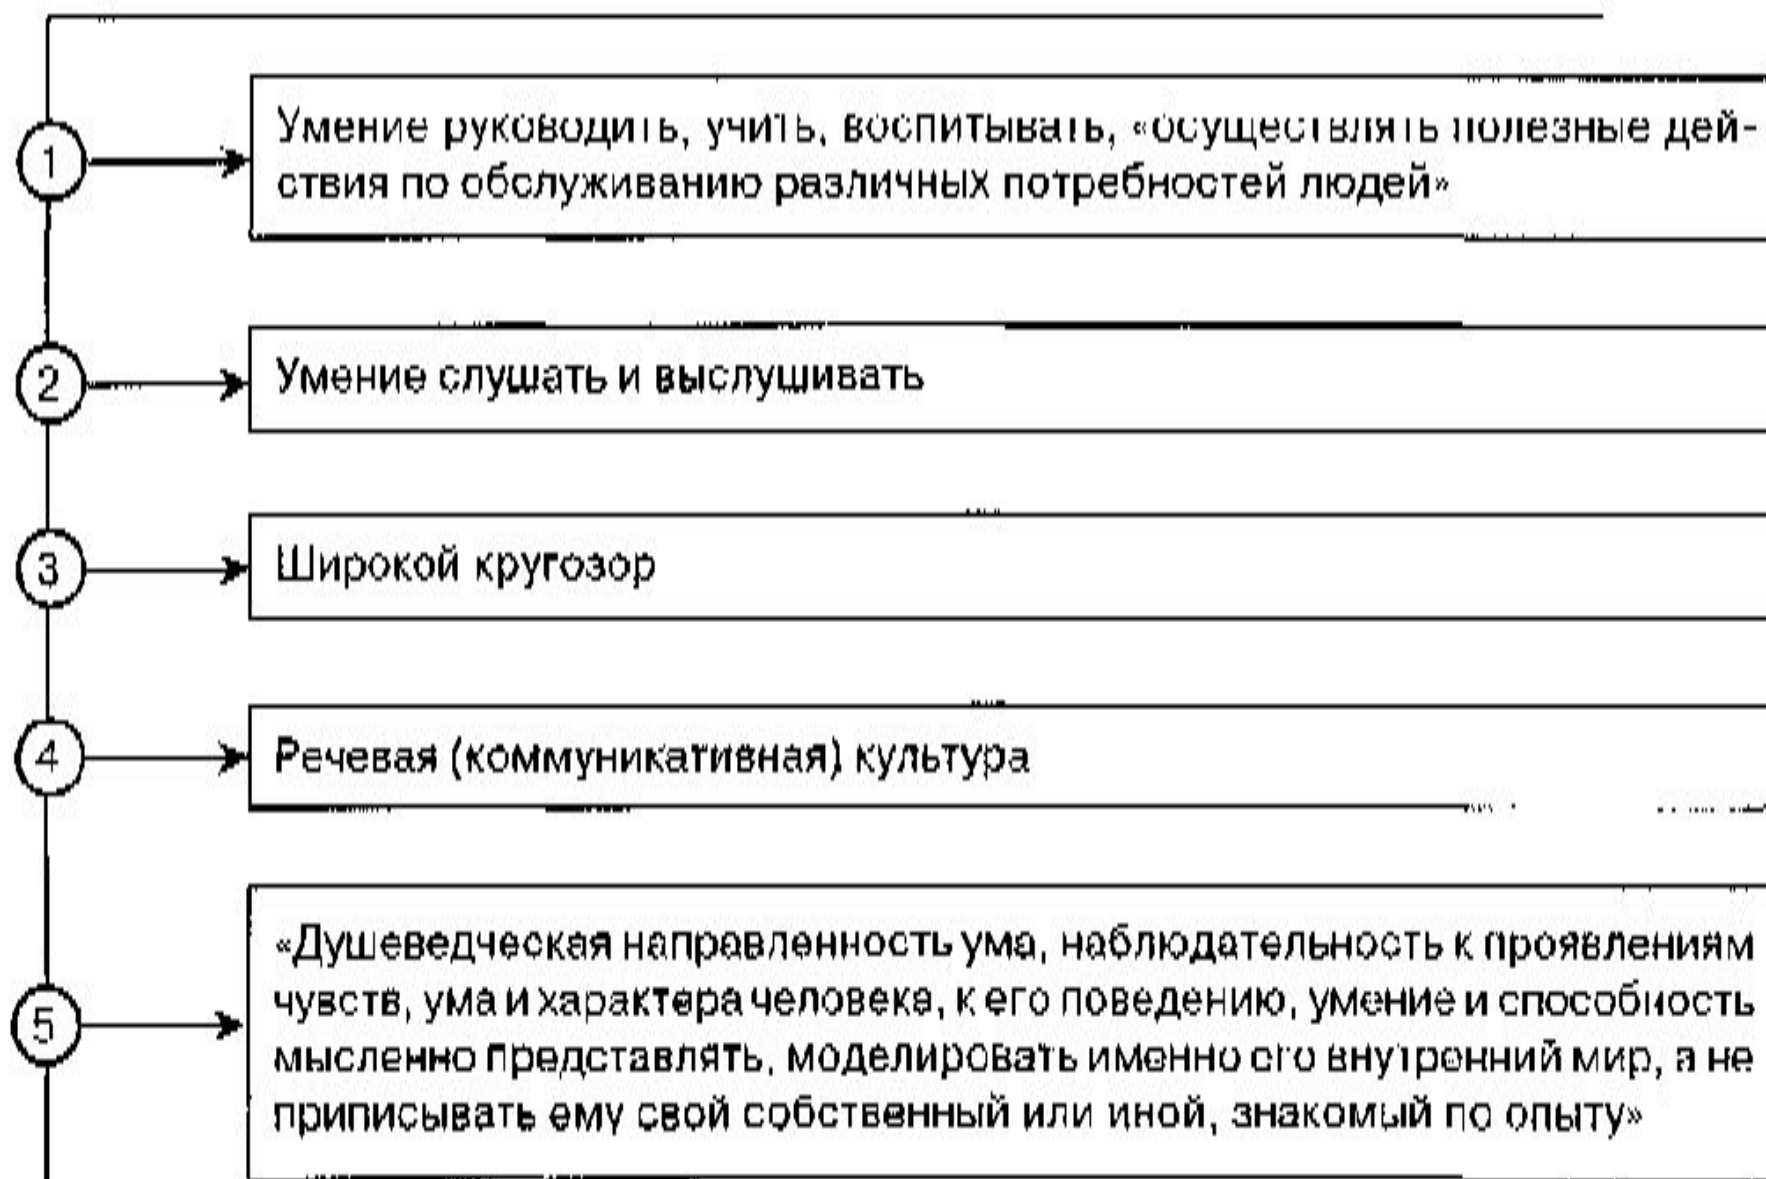 1
Умение руководить, учить, воспитывать, «осуществлять полезные дей-
ствия по обслуживанию различных потребностей людей»
2
Умение слушать и выслушивать
3
Широкой кругозор
4
Речевая (коммуникативная) культура
5
«Душеведческая направленность ума, наблюдательность к проявлениям
чувств, ума и характера человека, к его поведению, умение и способность
мысленно представлять, моделировать именно его внутренний мир, а не
приписывать ему свой собственный или иной, знакомый по опыту»